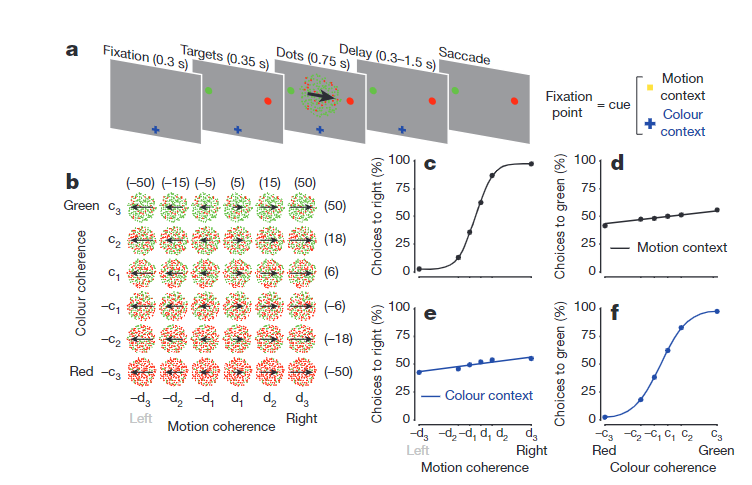 a
Fixation (0.3 s)
Targets (0.35 s)
Dots (0.75 s)
Delay (0.3–1.5 s)
Saccade
Fixation point = cue
Motion context
Colour context
b
(–50) (–15) (–5) (5) (15) (50)
Green c3 (50)
c2 (18)
c1 (6)
–c1 (–6)
–c2 (–18)
Red –c3 (–50)
Colour coherence
–d3 –d2 –d1 d1 d2 d3
Left Right
Motion coherence
c
Choices to right (%)
100
75
50
25
0
d
Choices to green (%)
100
75
50
25
0
Motion context
e
Choices to right (%)
100
75
50
25
0
Colour context
–d3 –d2 –d1 d1 d2 d3
Left Right
Motion coherence
f
Choices to green (%)
100
75
50
25
0
–c3 –c2 –c1 c1 c2 c3
Red Green
Colour coherence